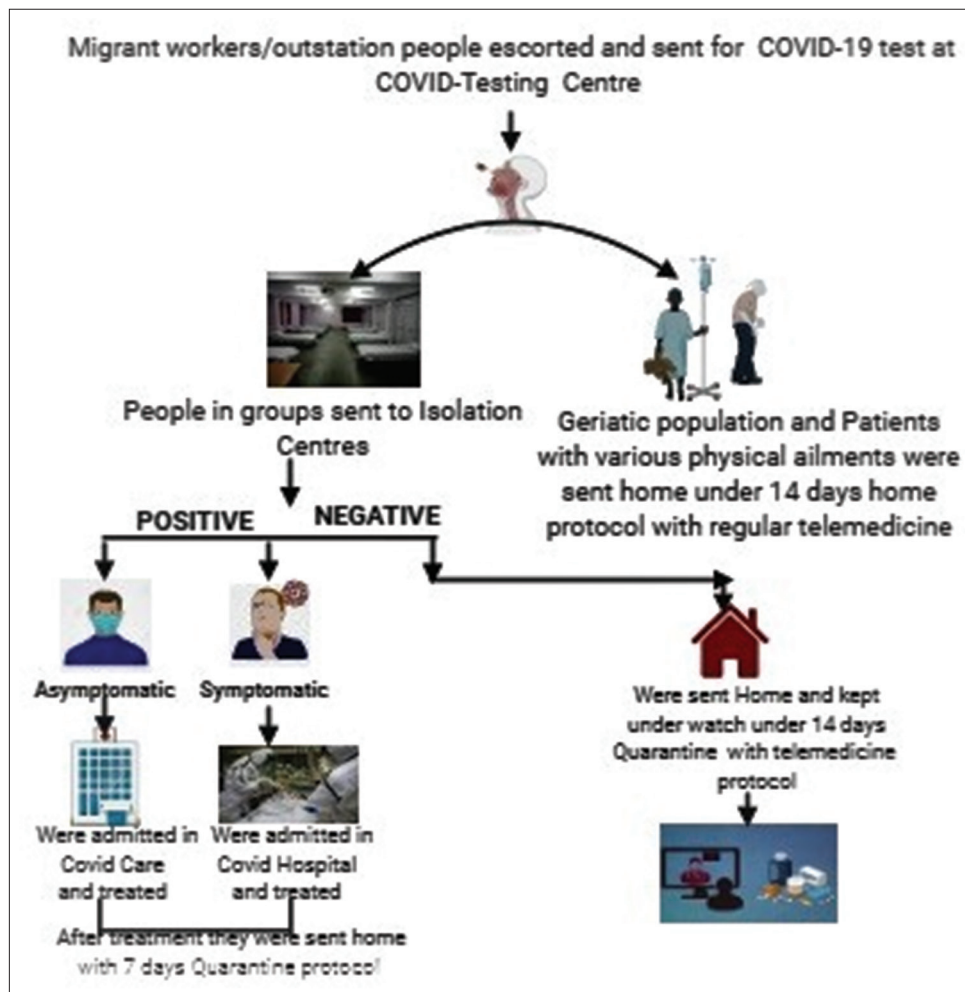 Migrant workers/outstation people escorted and sent for COVID-19 test at
COVID-Testing Centre
People in groups sent to Isolation
Centres
Geriatic population and Patients
with various physical ailments were
sent home under 14 days home
protocol with regular telemedicine
POSITIVE
NEGATIVE
Asymptomatic
Symptomatic
Were sent Home and kept
under watch under 14 days
Quarantine with telemedicine
protocol
Were admitted in
Covid Care
and treated
Were admitted in
Covid Hospital
and treated
After treatment they were sent home
with 7 days Quarantine protocol